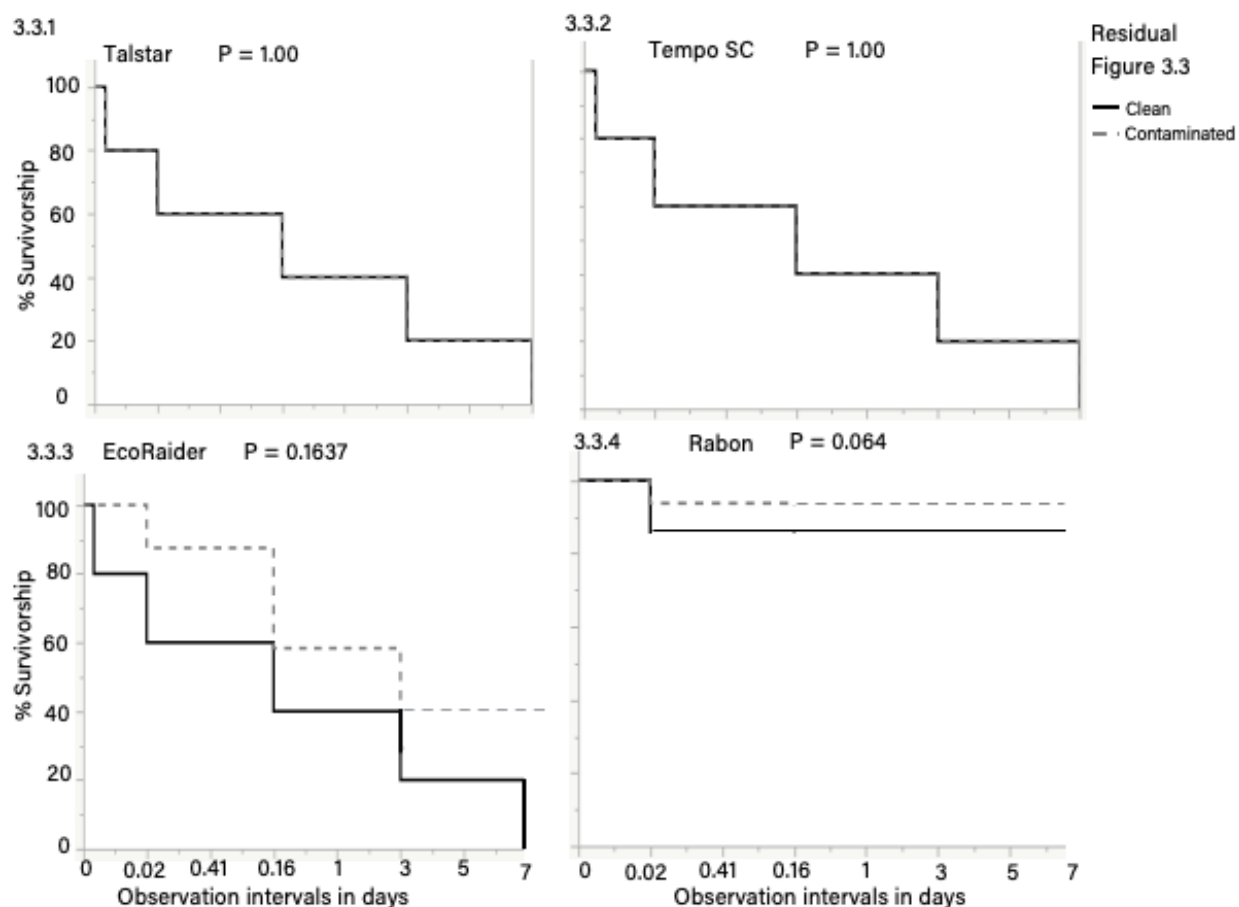 3.3.1
Talstar P = 1.00
100
80
60
40
20
0
% Survivorship
3.3.2
Tempo SC P = 1.00
Residual
Figure 3.3
Clean
Contaminated
3.3.3 EcoRaider P = 0.1637
100
80
60
40
20
0
% Survivorship
0 0.02 0.41 0.16 1 3 5 7
Observation intervals in days
3.3.4 Rabon P = 0.064
0 0.02 0.41 0.16 1 3 5 7
Observation intervals in days